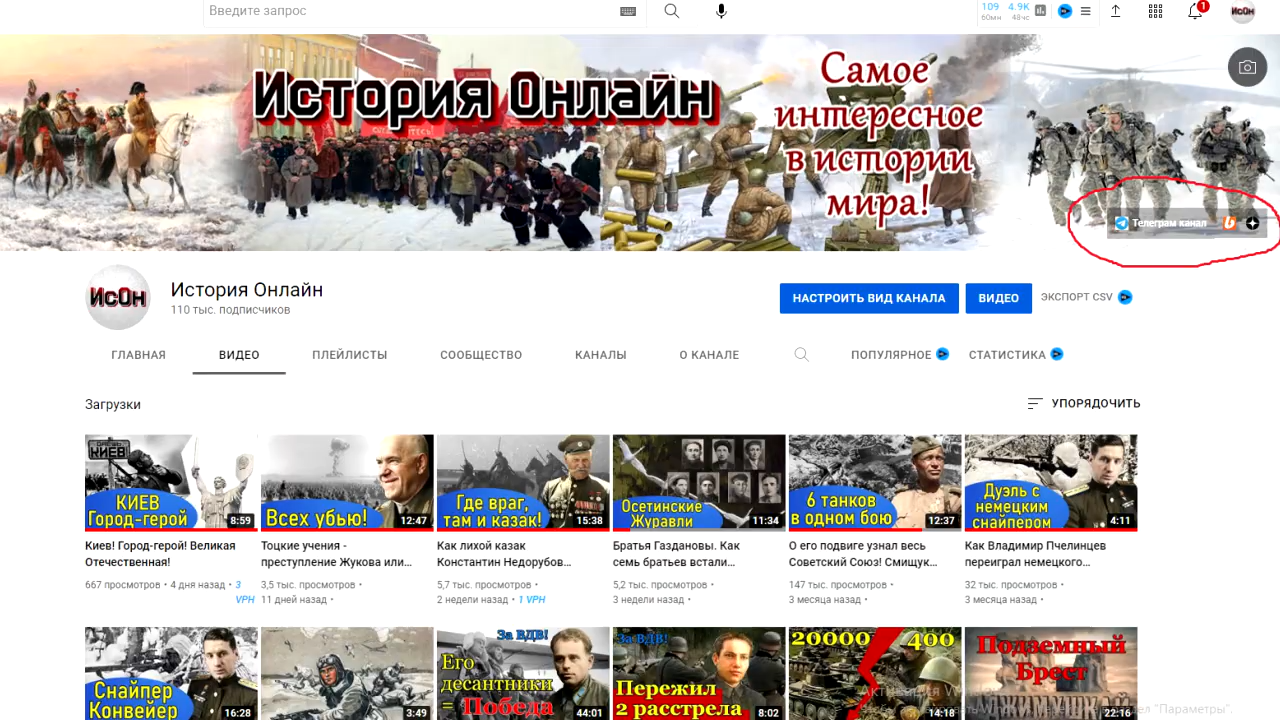 Введите запрос
109 4.9K
60мн 48чс
1
ИсОн
История Онлайн
Самое
интересное
в истории
мира!
Телеграм канал
ИсОн
История Онлайн
110 тыс. подписчиков
НАСТРОИТЬ ВИД КАНАЛА ВИДЕО ЭКСПОРТ CSV
ГЛАВНАЯ ВИДЕО ПЛЕЙЛИСТЫ СООБЩЕСТВО КАНАЛЫ О КАНАЛЕ ПОПУЛЯРНОЕ СТАТИСТИКА
Загрузки
УПОРЯДОЧИТЬ
КИЕВ
КИЕВ
Город-герой
8:59
Всех убью!
12:47
Где враг,
там и казак!
15:38
Осетинские
Журавли
11:34
6 танков
в одном бою
12:37
Дуэль с
немецким
снайпером
4:11
Киев! Город-герой! Великая
Отечественная!
667 просмотров • 4 дня назад • 3
VPH
Тоцкие учения -
преступление Жукова или...
3,5 тыс. просмотров •
11 дней назад •
Как лихой казак
Константин Недорубов...
5,7 тыс. просмотров •
2 недели назад • 1 VPH
Братья Газдановы. Как
семь братьев встали...
5,2 тыс. просмотров •
3 недели назад •
О его подвиге узнал весь
Советский Союз! Смищук...
147 тыс. просмотров •
3 месяца назад •
Как Владимир Пчелинцев
переиграл немецкого...
32 тыс. просмотров •
3 месяца назад •
Снайпер
Конвейер
16:28
3:49
За ВДВ!
Его
десантники
= Победа
44:01
За ВДВ!
Пережил
2 расстрела
8:02
20000 400
14:18
Подземный
Брест
22:16
Активация Windows